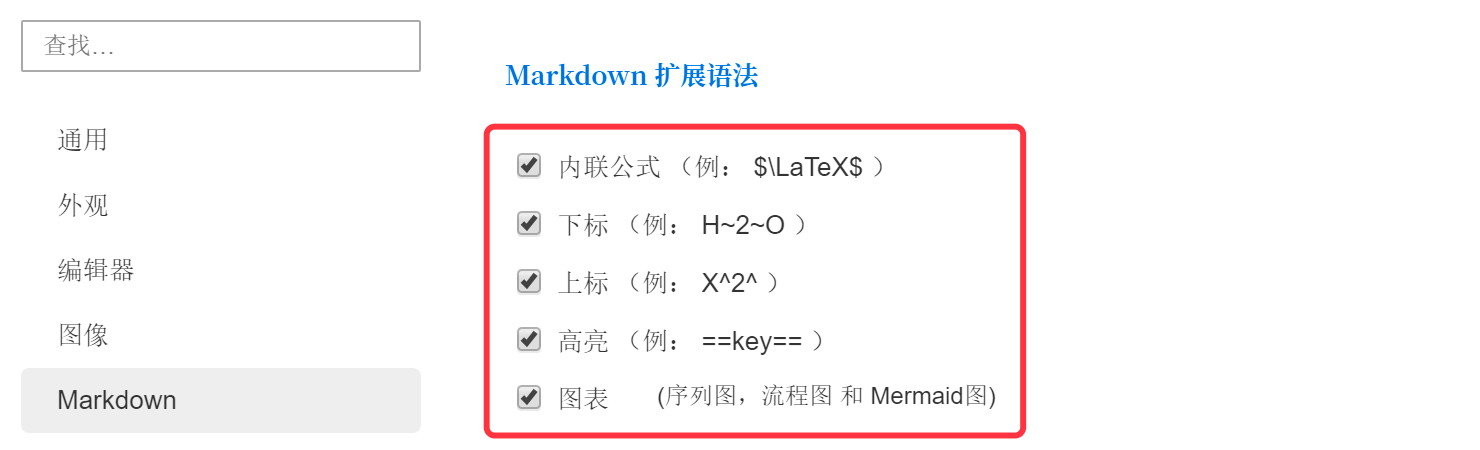 查找...
通用
外观
编辑器
图像
Markdown
Markdown 扩展语法
内联公式 （例： $\LaTeX$ ）
下标 （例： H~2~O ）
上标 （例： X^2^ ）
高亮 （例： ==key== ）
图表 (序列图，流程图 和 Mermaid图)